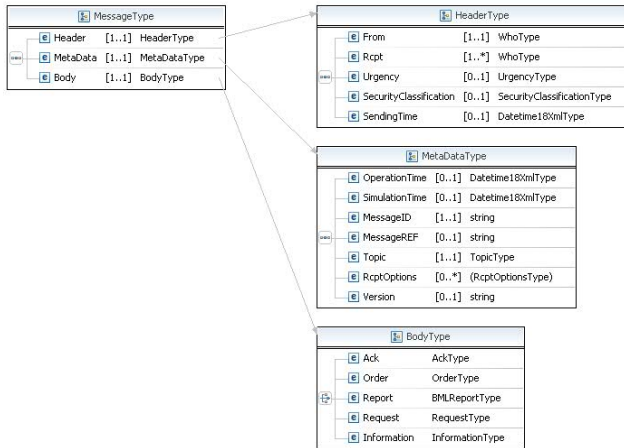 MessageType
Header [1..1] HeaderType
MetaData [1..1] MetaDataType
Body [1..1] BodyType
HeaderType
From [1..1] WhoType
Rcpt [1..*] WhoType
Urgency [0..1] UrgencyType
SecurityClassification [0..1] SecurityClassificationType
SendingTime [0..1] Datetime18XmlType
MetaDataType
OperationTime [0..1] Datetime18XmlType
SimulationTime [0..1] Datetime18XmlType
MessageID [1..1] string
MessageREF [0..1] string
Topic [1..1] TopicType
RcptOptions [0..*] (RcptOptionsType)
Version [0..1] string
BodyType
Ack AckType
Order OrderType
Report BMLReportType
Request RequestType
Information InformationType